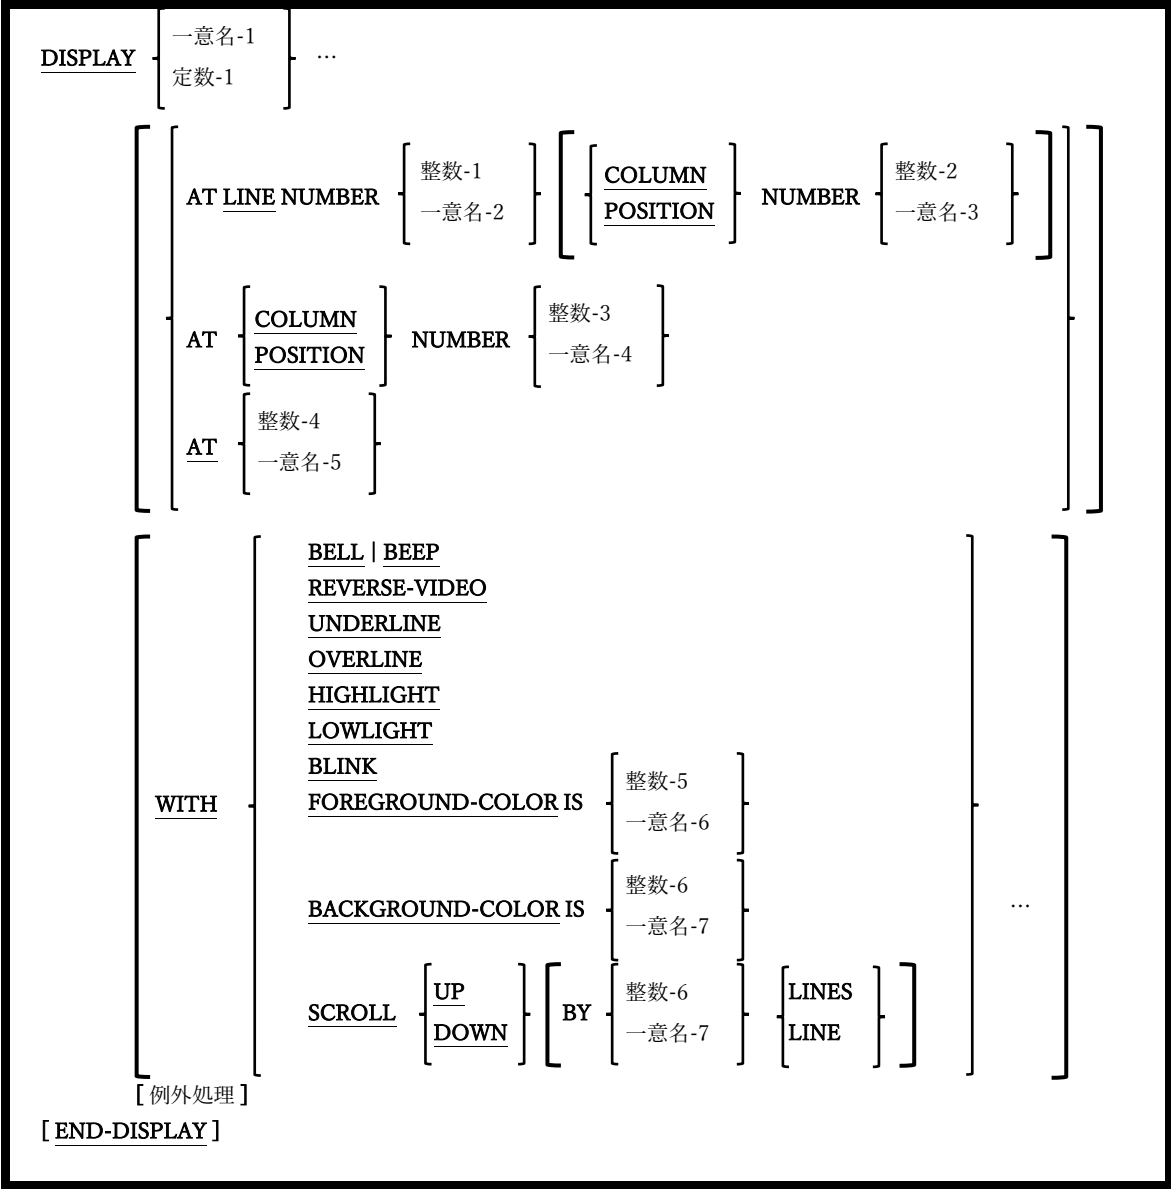 一意名-1
DISPLAY …
定数-1
整数-1 整数-2
COLUMN
AT LINE NUMBER NUMBER
一意名-2 POSITION 一意名-3
整数-3
COLUMN
AT NUMBER
POSITION 一意名-4
整数-4
AT
一意名-5
BELL | BEEP
REVERSE-VIDEO
UNDERLINE
OVERLINE
HIGHLIGHT
LOWLIGHT
BLINK
整数-5
WITH FOREGROUND-COLOR IS
一意名-6
整数-6
BACKGROUND-COLOR IS …
一意名-7
UP 整数-6 LINES
SCROLL BY
DOWN 一意名-7 LINE
[ 例外処理 ]
[ END-DISPLAY ]